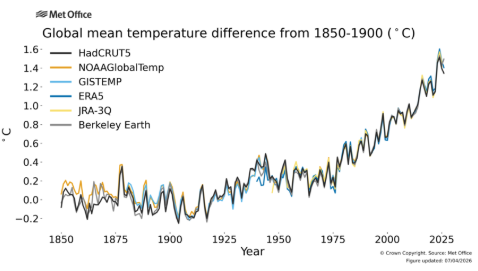 Met Office
Global mean temperature difference from 1850-1900 (°C)
HadCRUT5
NOAAGlobalTemp
GISTEMP
ERA5
JRA-3Q
Berkeley Earth
°C
1.6
1.4
1.2
1.0
0.8
0.6
0.4
0.2
0.0
−0.2
1850
1875
1900
1925
1950
1975
2000
2025
Year
© Crown Copyright. Source: Met Office
Figure updated: 07/04/2026